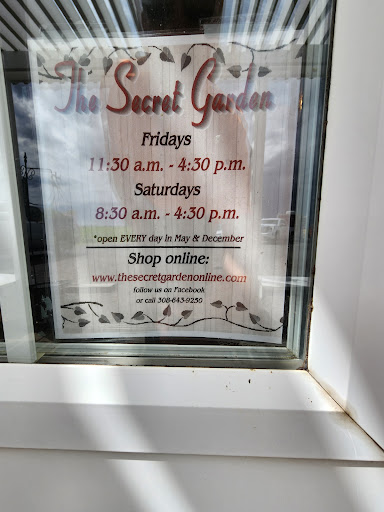 The Secret Garden
Fridays
11:30 a.m. - 4:30 p.m.
Saturdays
8:30 a.m. - 4:30 p.m.
*open EVERY day in May & December
Shop online:
www.thesecretgardenonline.com
follow us on Facebook
or call 308-643-9250